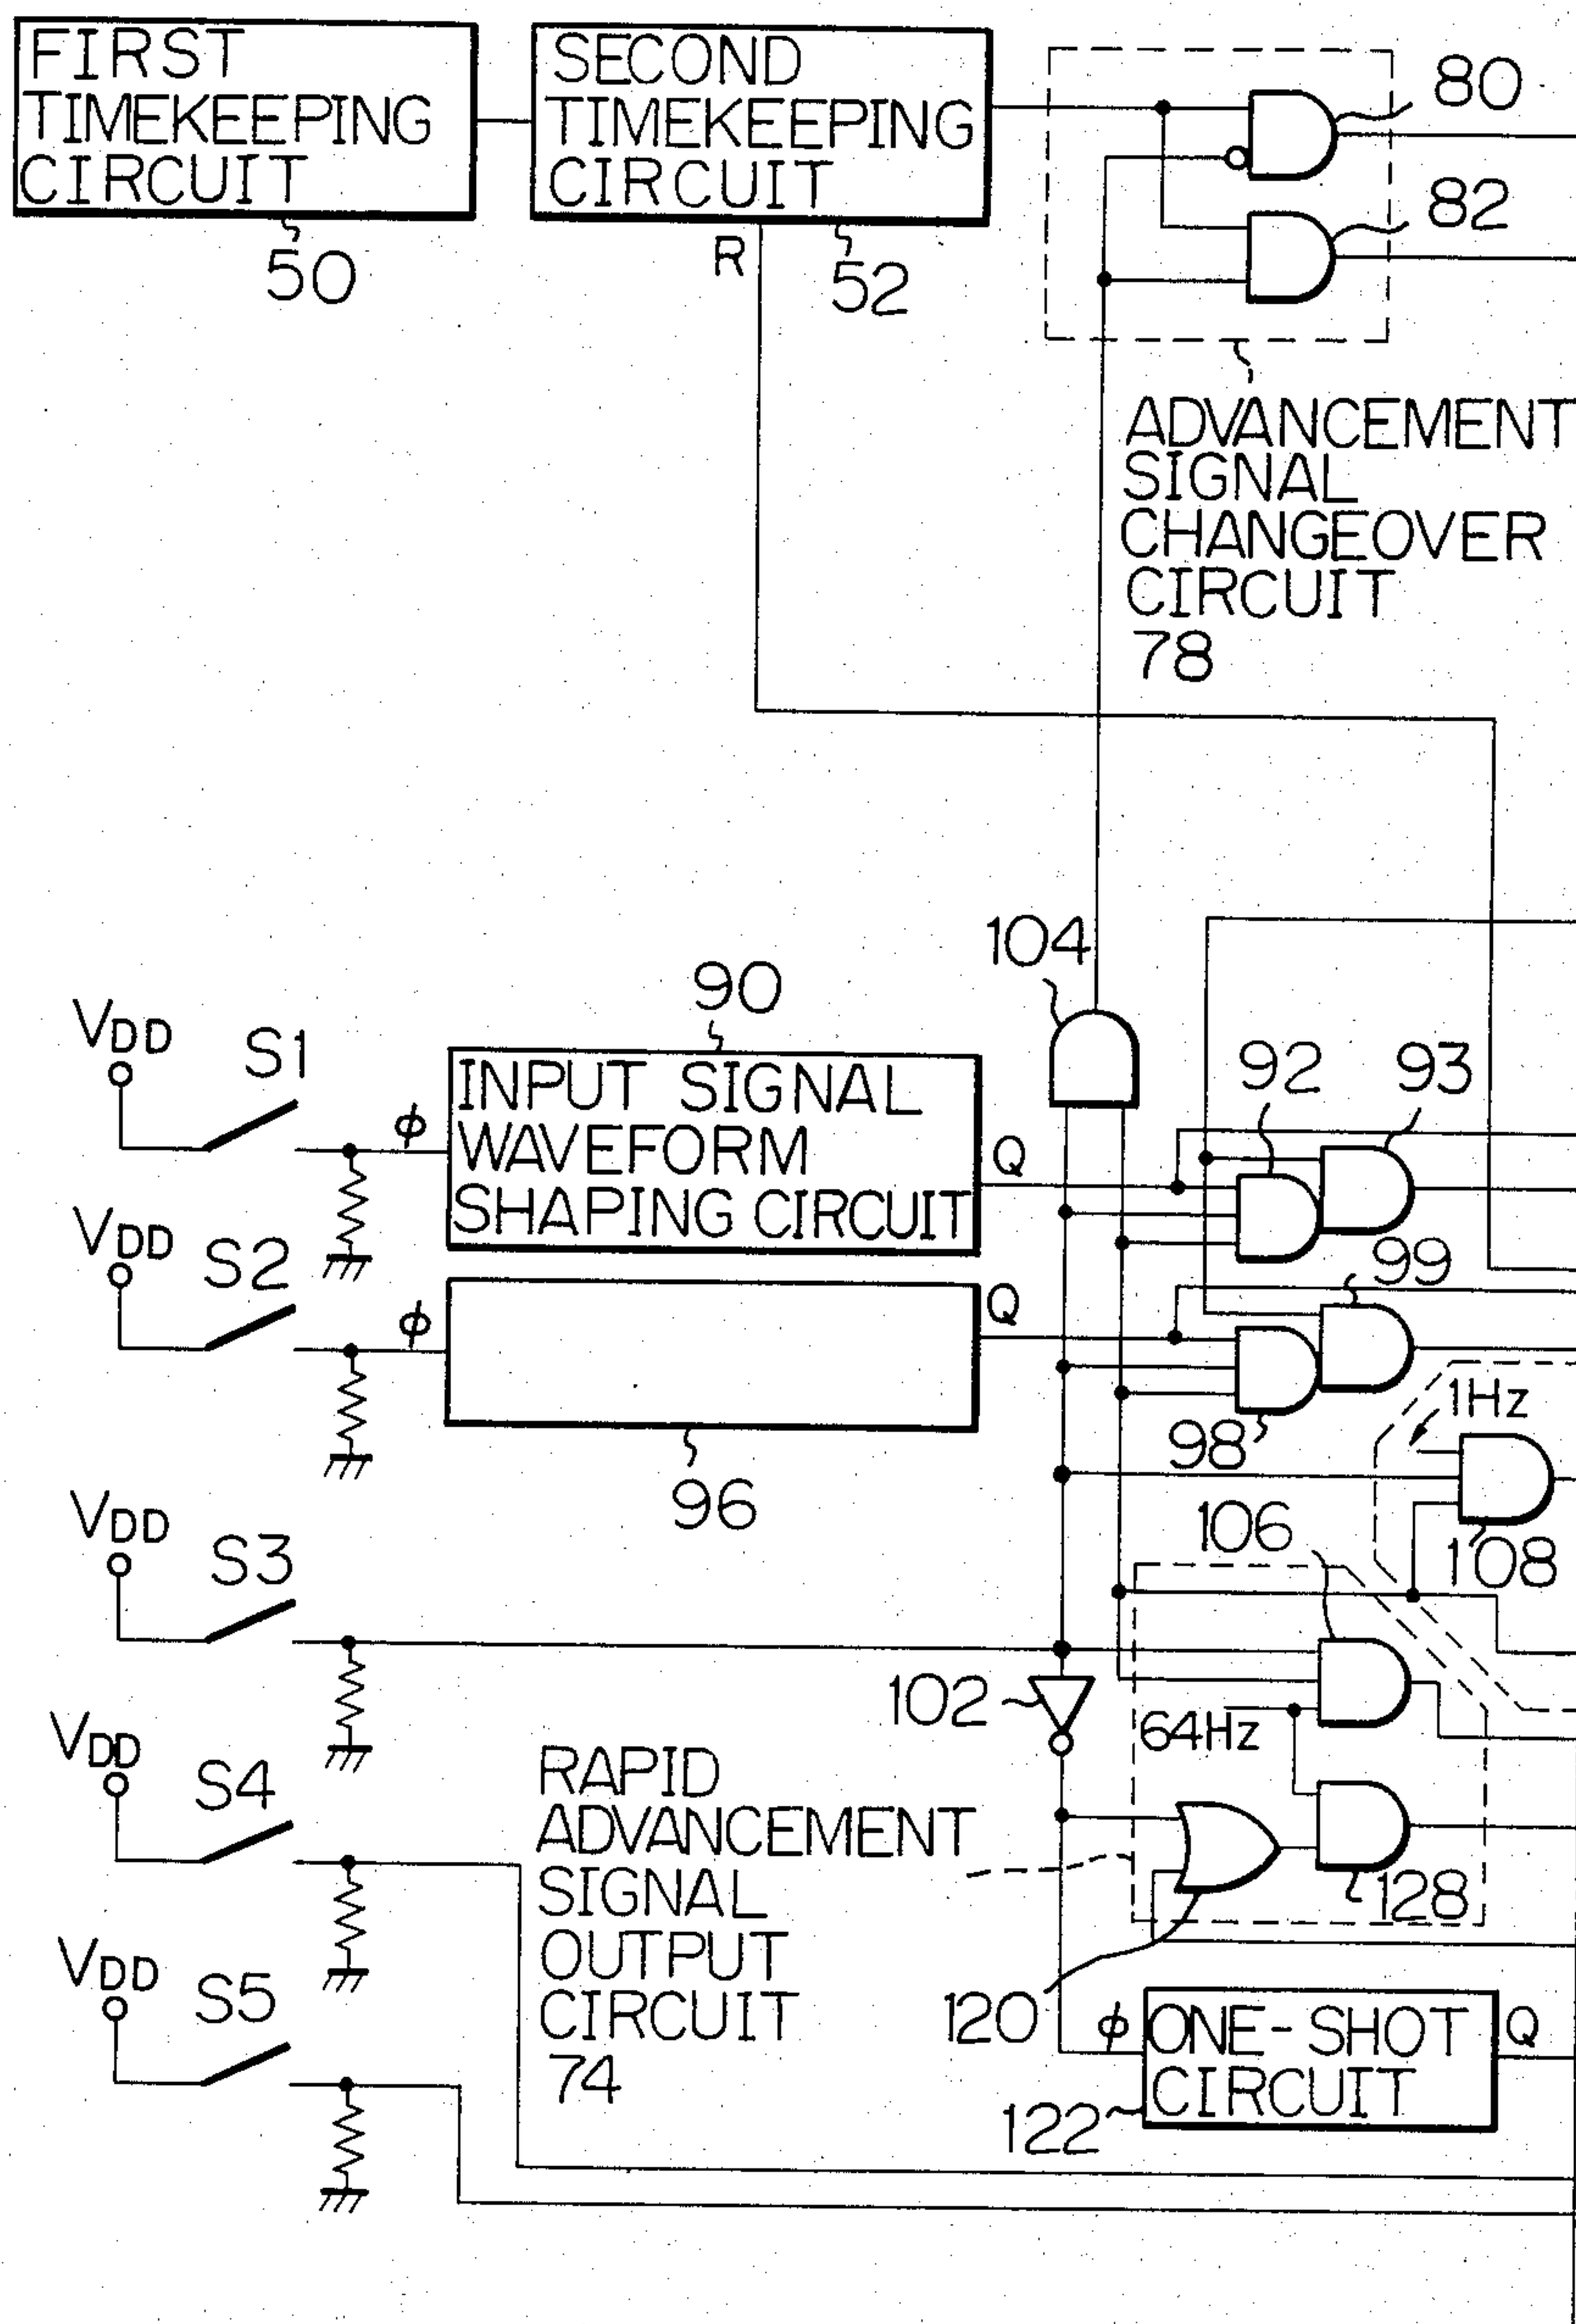 FIRST
TIMEKEEPING
CIRCUIT
50
SECOND
TIMEKEEPING
CIRCUIT
R
52
80
82
ADVANCEMENT
SIGNAL
CHANGEOVER
CIRCUIT
78
104
90
VDD
S1
ϕ
INPUT SIGNAL
WAVEFORM
SHAPING CIRCUIT
Q
92
93
VDD
S2
ϕ
Q
99
98
96
1Hz
108
106
VDD
S3
102
64Hz
VDD
S4
RAPID
ADVANCEMENT
SIGNAL
OUTPUT
CIRCUIT
74
128
120
VDD
S5
ϕ
ONE-SHOT
CIRCUIT
Q
122